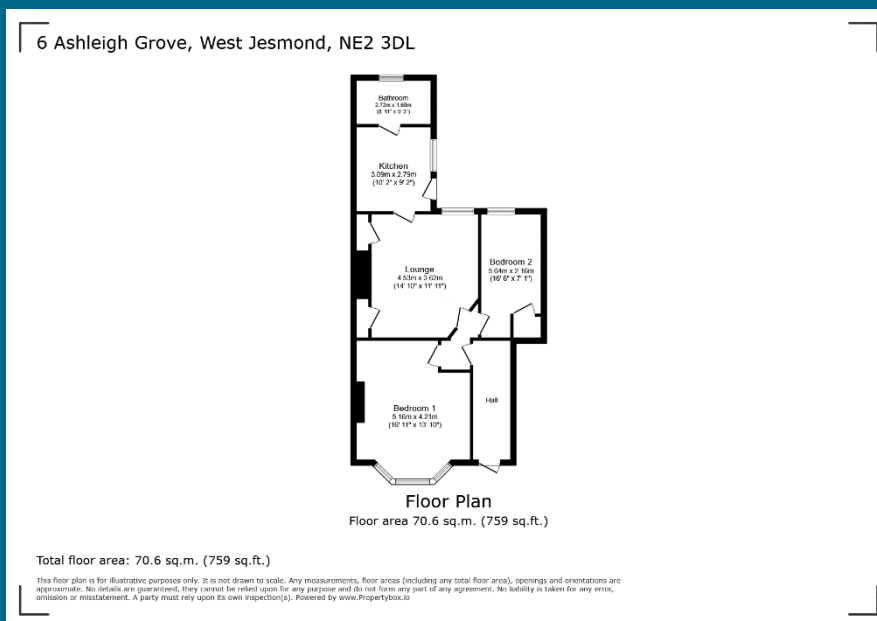 6 Ashleigh Grove, West Jesmond, NE2 3DL
Bathroom
2.72m x 1.60m
(8' 11" x 5' 3")
Kitchen
3.09m x 2.79m
(10' 2" x 9' 2")
Lounge
4.53m x 3.62m
(14' 10" x 11' 11")
Bedroom 2
5.04m x 2.16m
(16' 6" x 7' 1")
Bedroom 1
5.16m x 4.21m
(16' 11" x 13' 10")
Hall
Floor Plan
Floor area 70.6 sq.m. (759 sq.ft.)
Total floor area: 70.6 sq.m. (759 sq.ft.)
This floor plan is for illustrative purposes only. It is not drawn to scale. Any measurements, floor areas (including any total floor area), openings and orientations are
approximate. No details are guaranteed, they cannot be relied upon for any purpose and do not form any part of any agreement. No liability is taken for any error,
omission or misstatement. A party must rely upon its own inspection(s). Powered by www.Propertybox.io